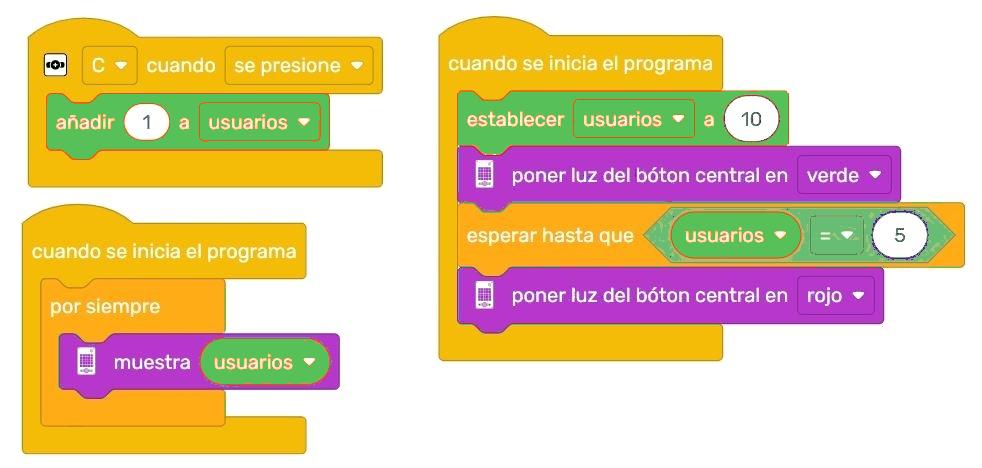 C cuando se presione
añadir 1 a usuarios
cuando se inicia el programa
por siempre
muestra usuarios
cuando se inicia el programa
establecer usuarios a 10
poner luz del bóton central en verde
esperar hasta que usuarios = 5
poner luz del bóton central en rojo